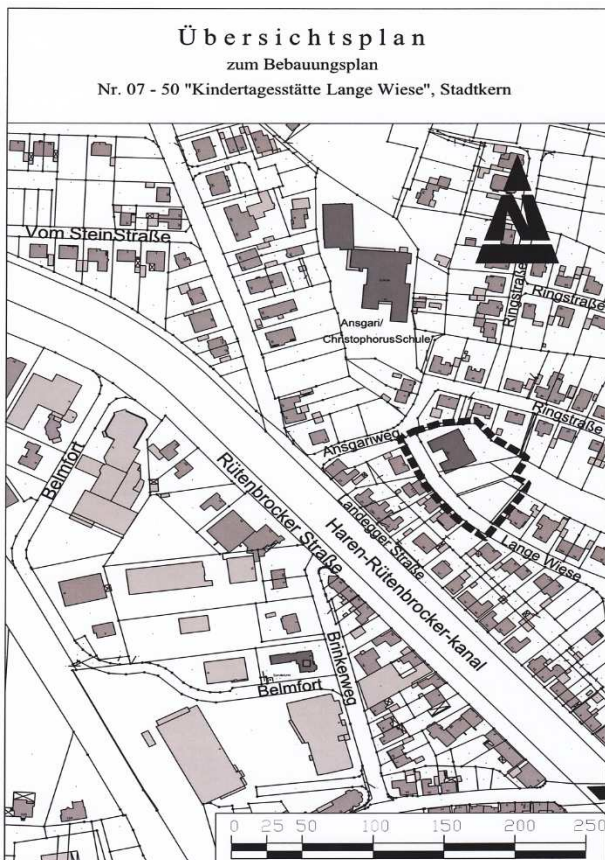 Übersichtsplan
zum Bebauungsplan
Nr. 07 - 50 "Kindertagesstätte Lange Wiese", Stadtkern
Vom SteinStraße
N
Ringstraße
Ringstraße
Ansgari/
ChristophorusSchule
Ringstraße
Ansgariweg
Belmfort
Rütenbrocker Straße
Landegger Straße
Haren-Rütenbrocker-kanal
Lange Wiese
Brinkerweg
Belmfort
0 25 50 100 150 200 250